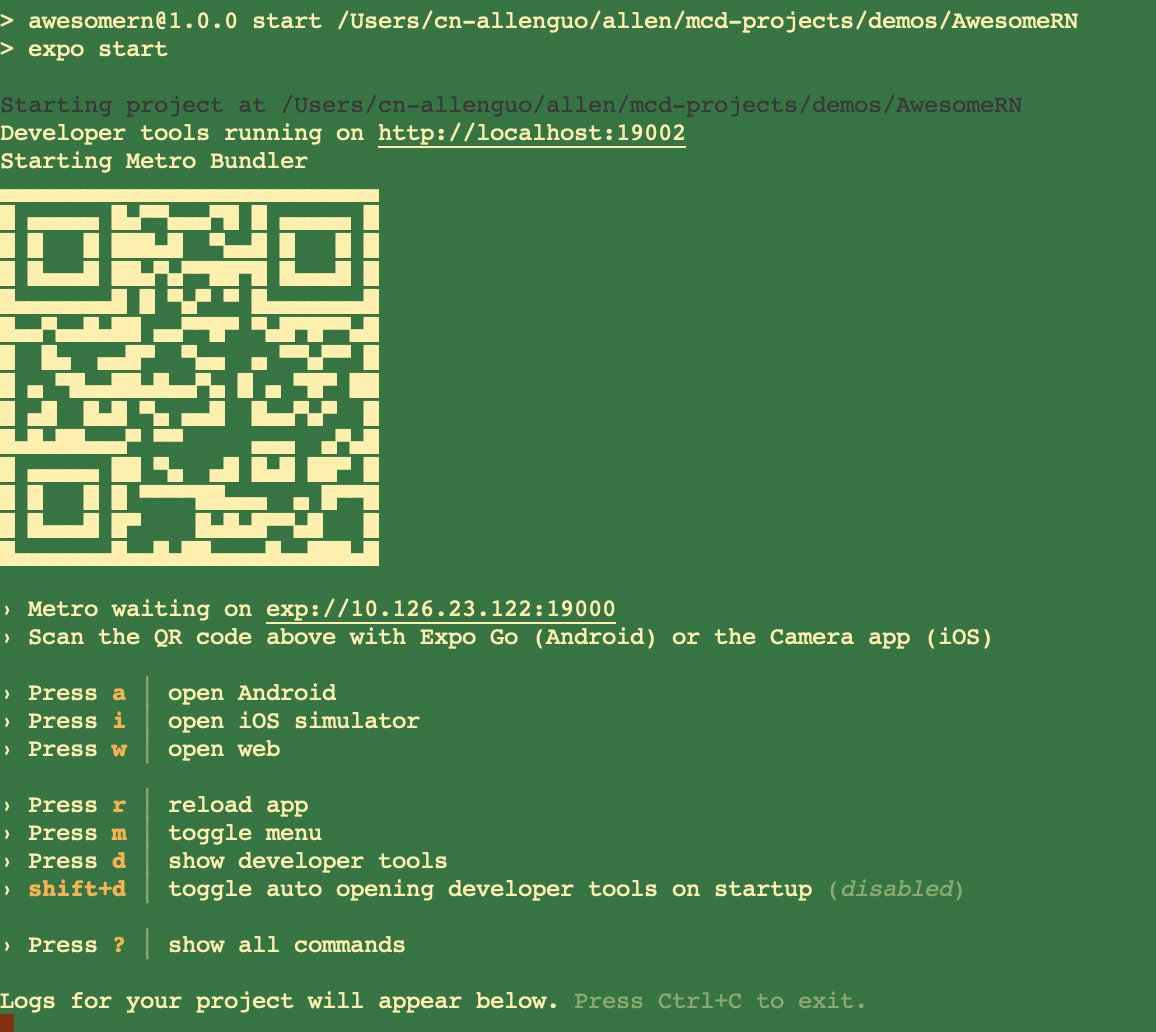 > awesomern@1.0.0 start /Users/cn-allenguo/allen/mcd-projects/demos/AwesomeRN
> expo start
Starting project at /Users/cn-allenguo/allen/mcd-projects/demos/AwesomeRN
Developer tools running on http://localhost:19002
Starting Metro Bundler
› Metro waiting on exp://10.126.23.122:19000
› Scan the QR code above with Expo Go (Android) or the Camera app (iOS)
› Press a │ open Android
› Press i │ open iOS simulator
› Press w │ open web
› Press r │ reload app
› Press m │ toggle menu
› Press d │ show developer tools
› shift+d │ toggle auto opening developer tools on startup (disabled)
› Press ? │ show all commands
Logs for your project will appear below. Press Ctrl+C to exit.